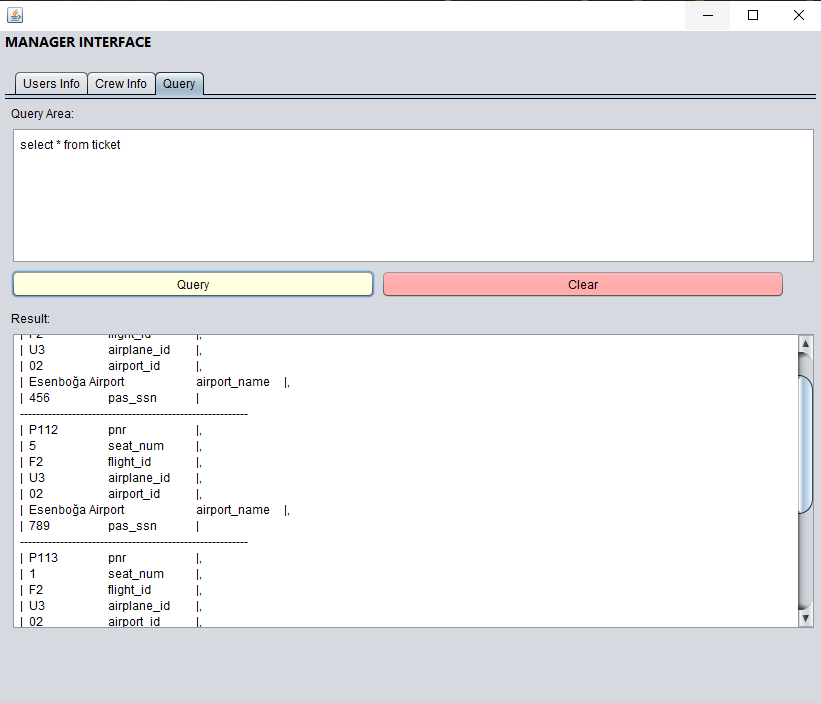 MANAGER INTERFACE
Users Info Crew Info Query
Query Area:
select * from ticket
Query Clear
Result:
| F2 flight_id |,
| U3 airplane_id |,
| 02 airport_id |,
| Esenboğa Airport airport_name |,
| 456 pas_ssn |
---------------------------------------------------------
| P112 pnr |,
| 5 seat_num |,
| F2 flight_id |,
| U3 airplane_id |,
| 02 airport_id |,
| Esenboğa Airport airport_name |,
| 789 pas_ssn |
---------------------------------------------------------
| P113 pnr |,
| 1 seat_num |,
| F2 flight_id |,
| U3 airplane_id |,
| 02 airport_id |,